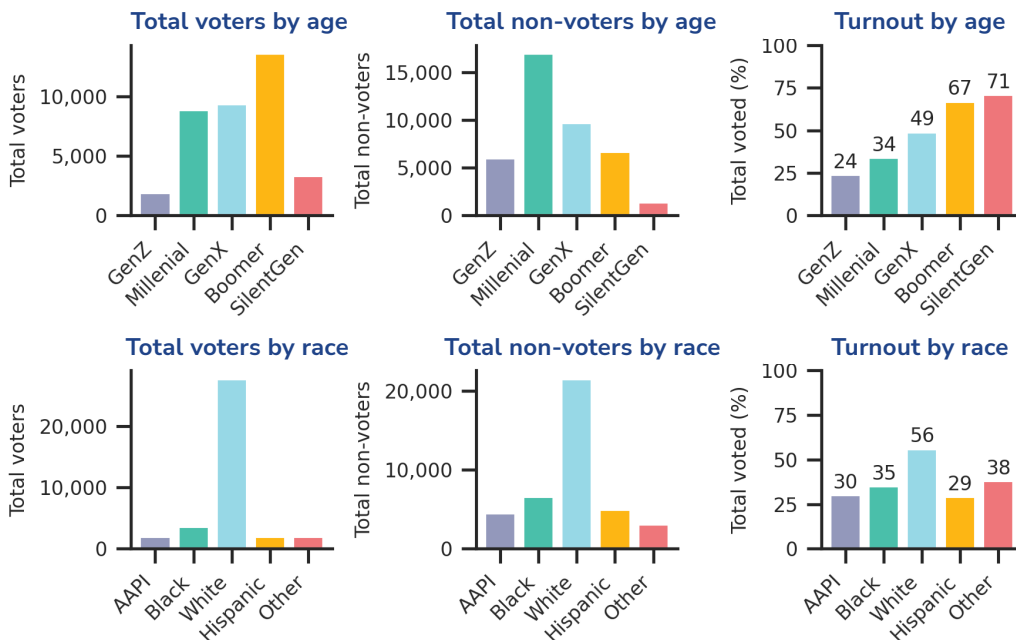 Total voters by age
Total voters
10,000
5,000
0
GenZ
Millenial
GenX
Boomer
SilentGen
Total non-voters by age
Total non-voters
15,000
10,000
5,000
0
GenZ
Millenial
GenX
Boomer
SilentGen
Turnout by age
Total voted (%)
100
75
50
25
0
24
34
49
67
71
GenZ
Millenial
GenX
Boomer
SilentGen
Total voters by race
Total voters
20,000
10,000
0
AAPI
Black
White
Hispanic
Other
Total non-voters by race
Total non-voters
20,000
10,000
0
AAPI
Black
White
Hispanic
Other
Turnout by race
Total voted (%)
100
75
50
25
0
30
35
56
29
38
AAPI
Black
White
Hispanic
Other